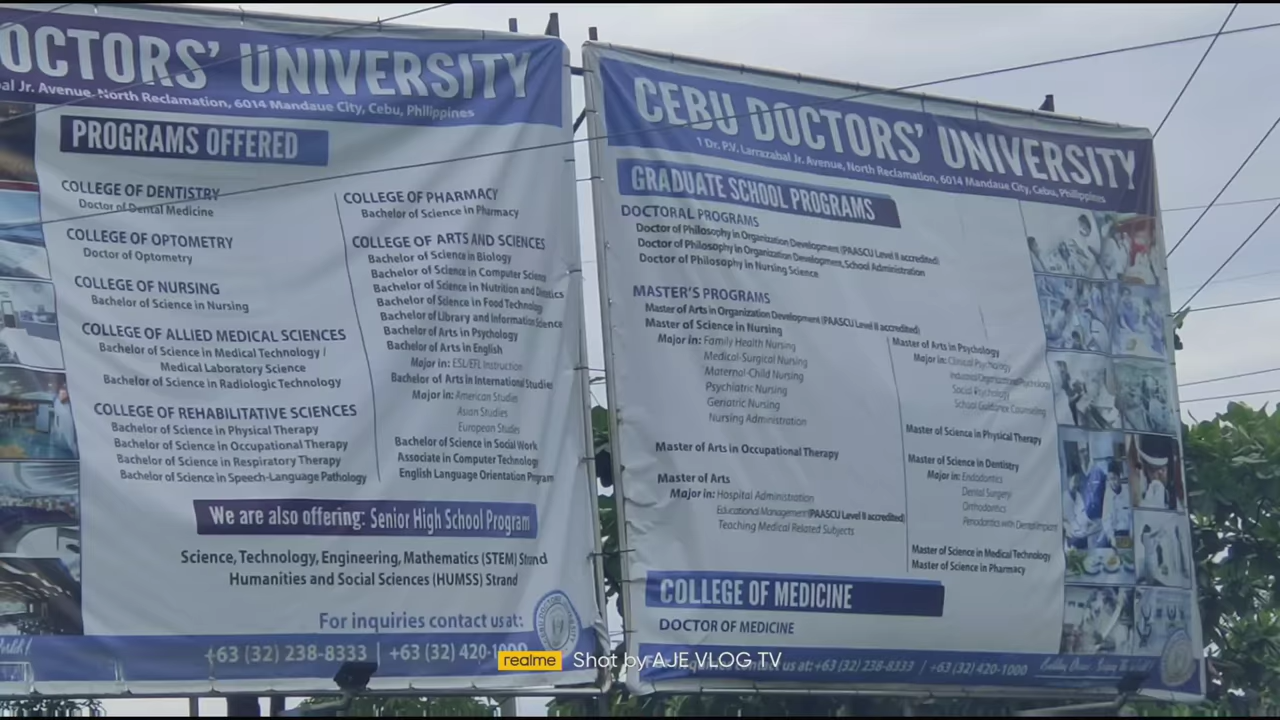 OCTORS' UNIVERSITY
al Jr. Avenue, North Reclamation, 6014 Mandaue City, Cebu, Philippines
PROGRAMS OFFERED
COLLEGE OF DENTISTRY
Doctor of Dental Medicine
COLLEGE OF OPTOMETRY
Doctor of Optometry
COLLEGE OF NURSING
Bachelor of Science in Nursing
COLLEGE OF ALLIED MEDICAL SCIENCES
Bachelor of Science in Medical Technology /
Medical Laboratory Science
Bachelor of Science in Radiologic Technology
COLLEGE OF REHABILITATIVE SCIENCES
Bachelor of Science in Physical Therapy
Bachelor of Science in Occupational Therapy
Bachelor of Science in Respiratory Therapy
Bachelor of Science in Speech-Language Pathology
COLLEGE OF PHARMACY
Bachelor of Science in Pharmacy
COLLEGE OF ARTS AND SCIENCES
Bachelor of Science in Biology
Bachelor of Science in Computer Science
Bachelor of Science in Nutrition and Dietetics
Bachelor of Science in Food Technology
Bachelor of Library and Information Science
Bachelor of Arts in Psychology
Bachelor of Arts in English
Major in: ESL/EFL Instruction
Bachelor of Arts in International Studies
Major in: American Studies
Asian Studies
European Studies
Bachelor of Science in Social Work
Associate in Computer Technology
English Language Orientation Program
We are also offering: Senior High School Program
Science, Technology, Engineering, Mathematics (STEM) Strand
Humanities and Social Sciences (HUMSS) Strand
For inquiries contact us at:
+63 (32) 238-8333 | +63 (32) 420-1000
CEBU DOCTORS' UNIVERSITY
1 Dr. P.V. Larrazabal Jr. Avenue, North Reclamation, 6014 Mandaue City, Cebu, Philippines
GRADUATE SCHOOL PROGRAMS
DOCTORAL PROGRAMS
Doctor of Philosophy in Organization Development (PAASCU Level II accredited)
Doctor of Philosophy in Organization Development, School Administration
Doctor of Philosophy in Nursing Science
MASTER'S PROGRAMS
Master of Arts in Organization Development (PAASCU Level II accredited)
Master of Science in Nursing
Major in: Family Health Nursing
Medical-Surgical Nursing
Maternal-Child Nursing
Psychiatric Nursing
Geriatric Nursing
Nursing Administration
Master of Arts in Occupational Therapy
Master of Arts
Major in: Hospital Administration
Educational Management (PAASCU Level II accredited)
Teaching Medical Related Subjects
Master of Arts in Psychology
Major in: Clinical Psychology
Industrial/Organizational Psychology
Social Psychology
School Guidance Counseling
Master of Science in Physical Therapy
Master of Science in Dentistry
Major in: Endodontics
Dental Surgery
Orthodontics
Periodontics with Dental Implant
Master of Science in Medical Technology
Master of Science in Pharmacy
COLLEGE OF MEDICINE
DOCTOR OF MEDICINE
us at: +63 (32) 238-8333 | +63 (32) 420-1000
realme Shot by AJE VLOG TV